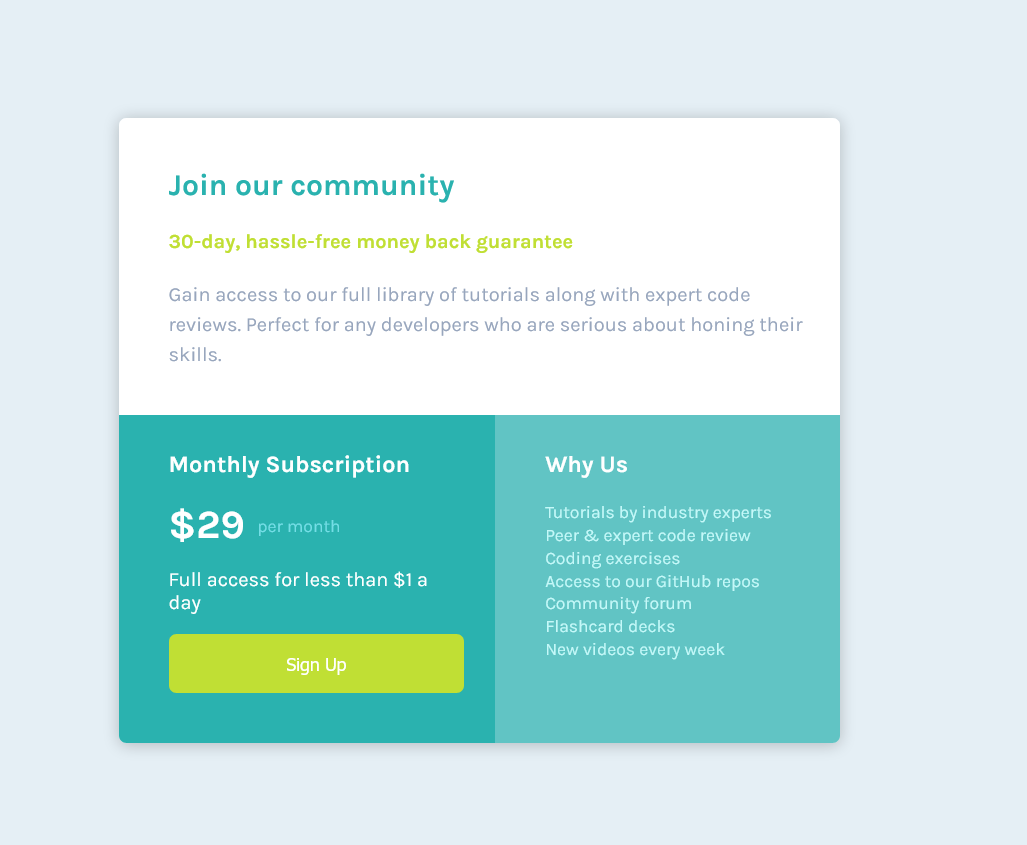 Join our community
30-day, hassle-free money back guarantee
Gain access to our full library of tutorials along with expert code
reviews. Perfect for any developers who are serious about honing their
skills.
Monthly Subscription
$29 per month
Full access for less than $1 a
day
Sign Up
Why Us
Tutorials by industry experts
Peer & expert code review
Coding exercises
Access to our GitHub repos
Community forum
Flashcard decks
New videos every week